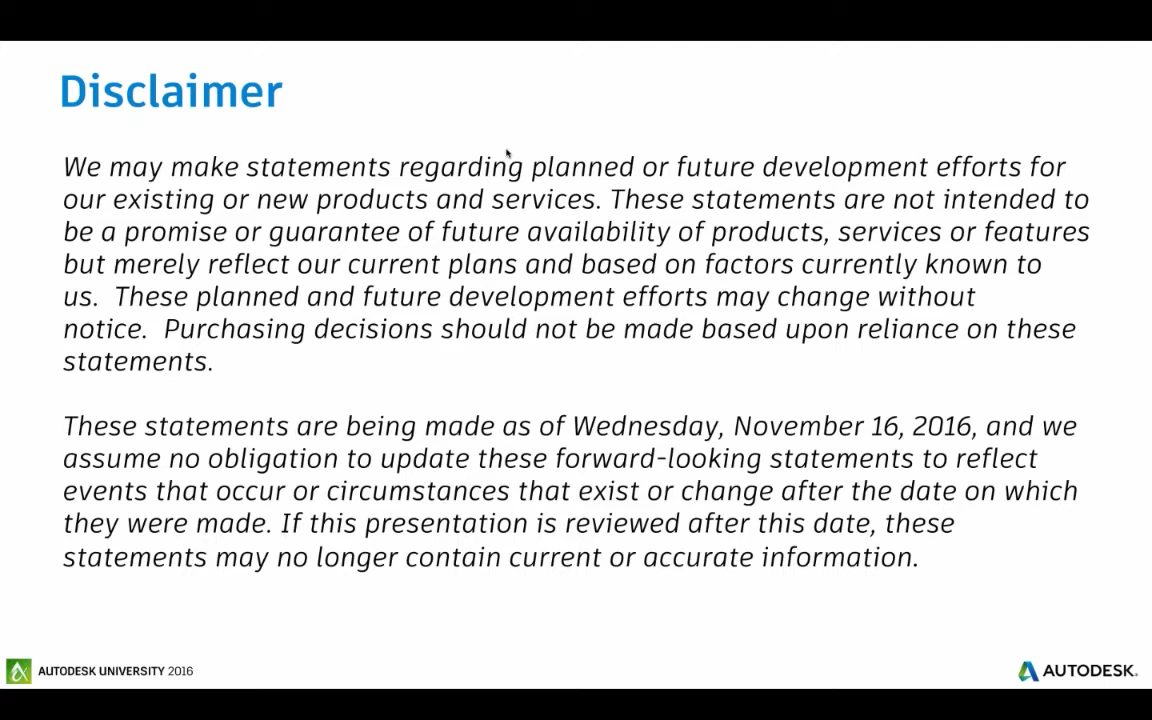 Disclaimer
We may make statements regarding planned or future development efforts for
our existing or new products and services. These statements are not intended to
be a promise or guarantee of future availability of products, services or features
but merely reflect our current plans and based on factors currently known to
us.  These planned and future development efforts may change without
notice.  Purchasing decisions should not be made based upon reliance on these
statements.
These statements are being made as of Wednesday, November 16, 2016, and we
assume no obligation to update these forward-looking statements to reflect
events that occur or circumstances that exist or change after the date on which
they were made. If this presentation is reviewed after this date, these
statements may no longer contain current or accurate information.
AUTODESK UNIVERSITY 2016
AUTODESK.